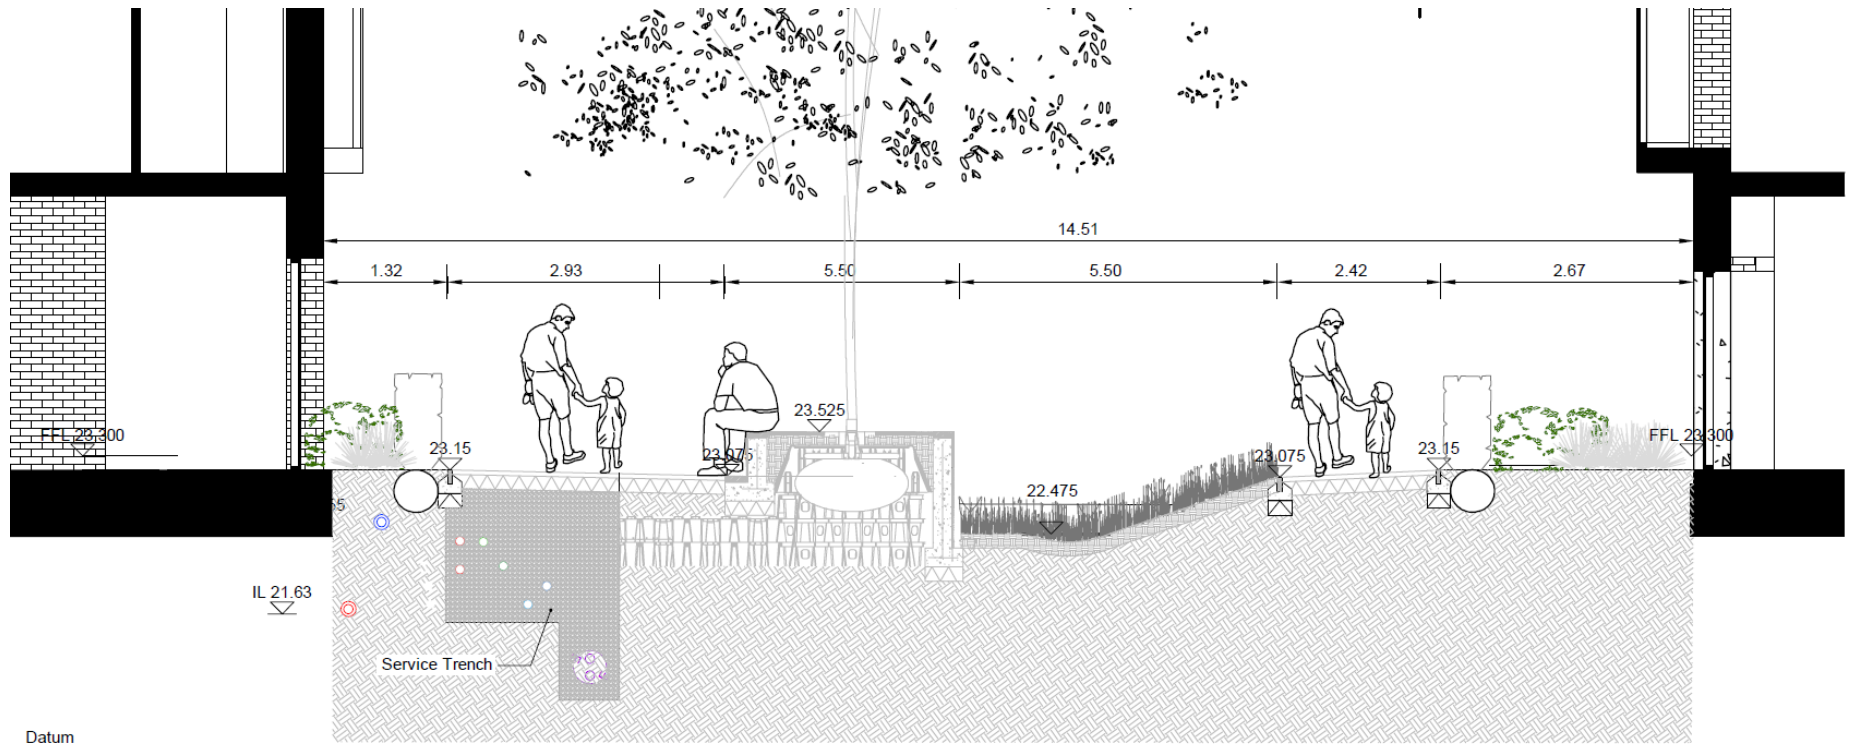 14.51
1.32 2.93 5.50 5.50 2.42 2.67
23.525
FFL 23.300 23.15 23.075 23.075 23.15 FFL 23.300
22.475
IL 21.63
Service Trench
Datum